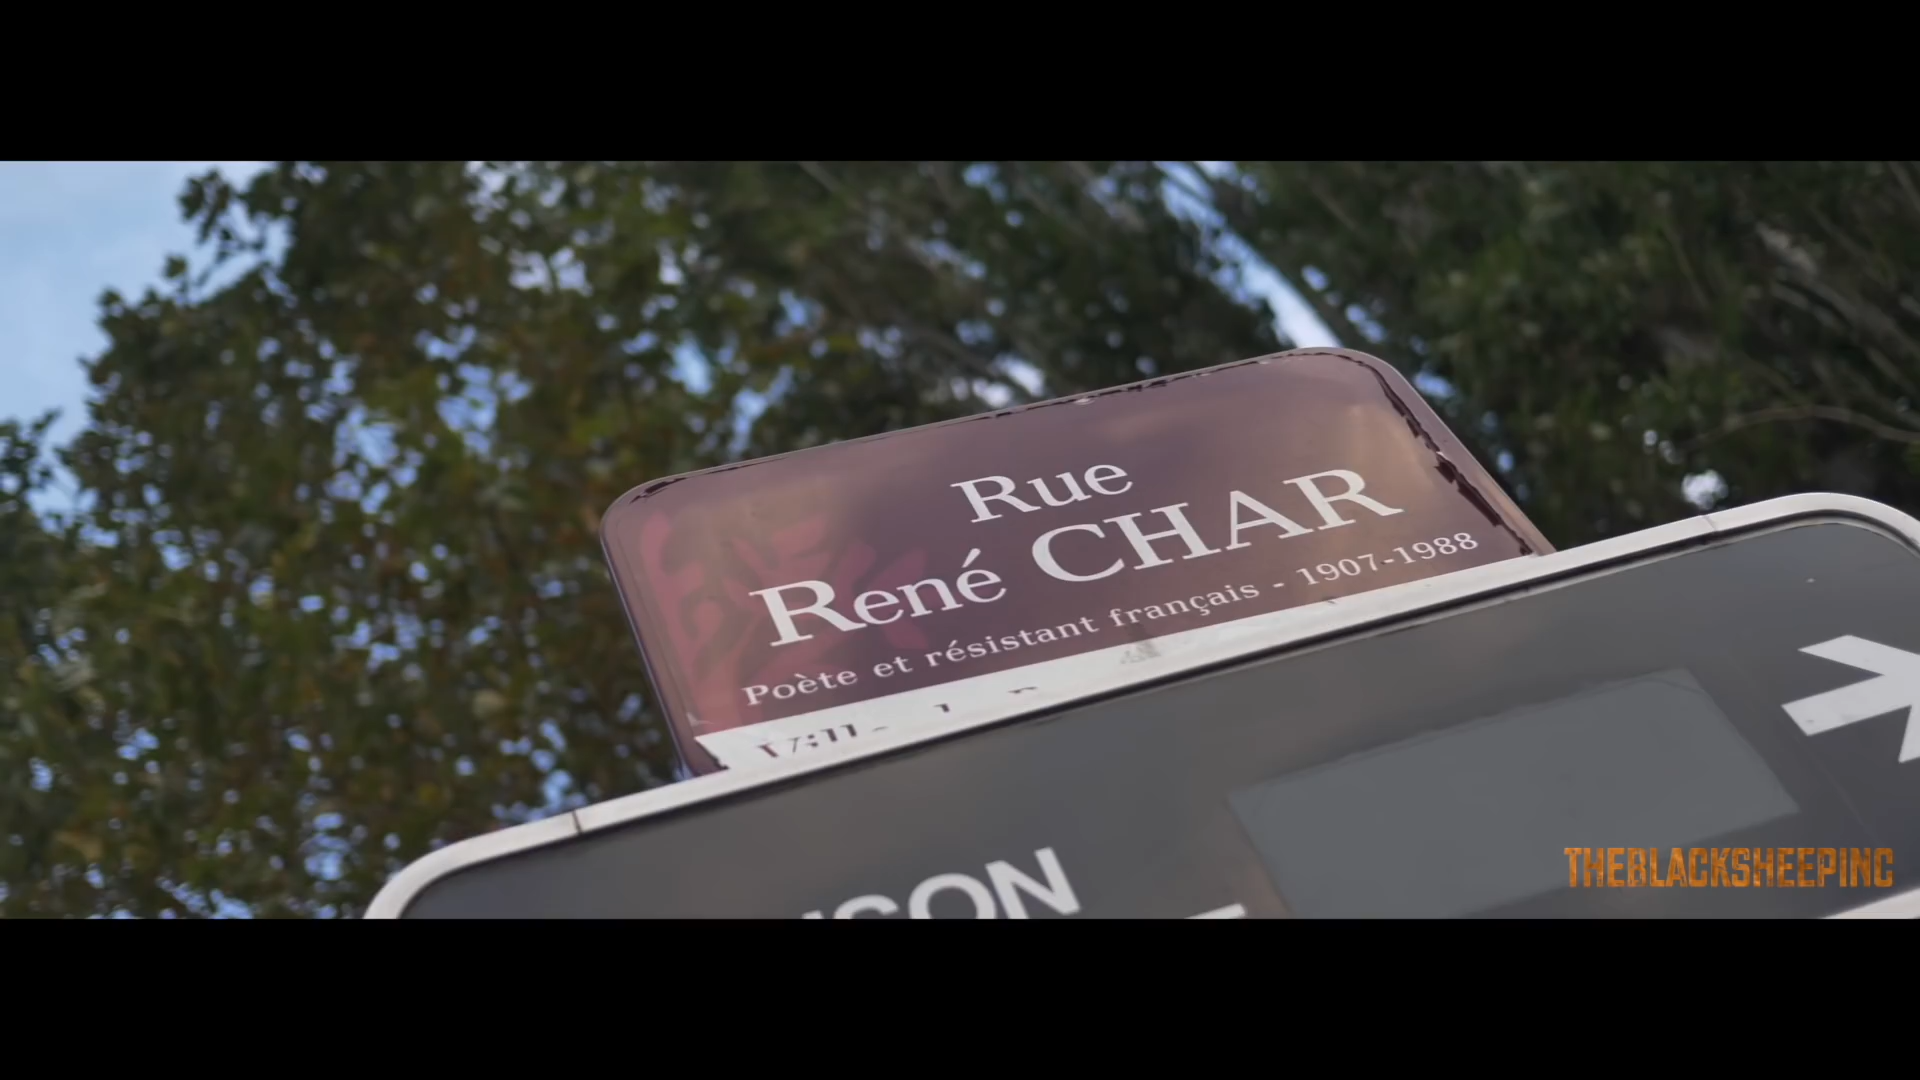 Rue
René CHAR
Poète et résistant français - 1907-1988
THEBLACKSHEEPINC